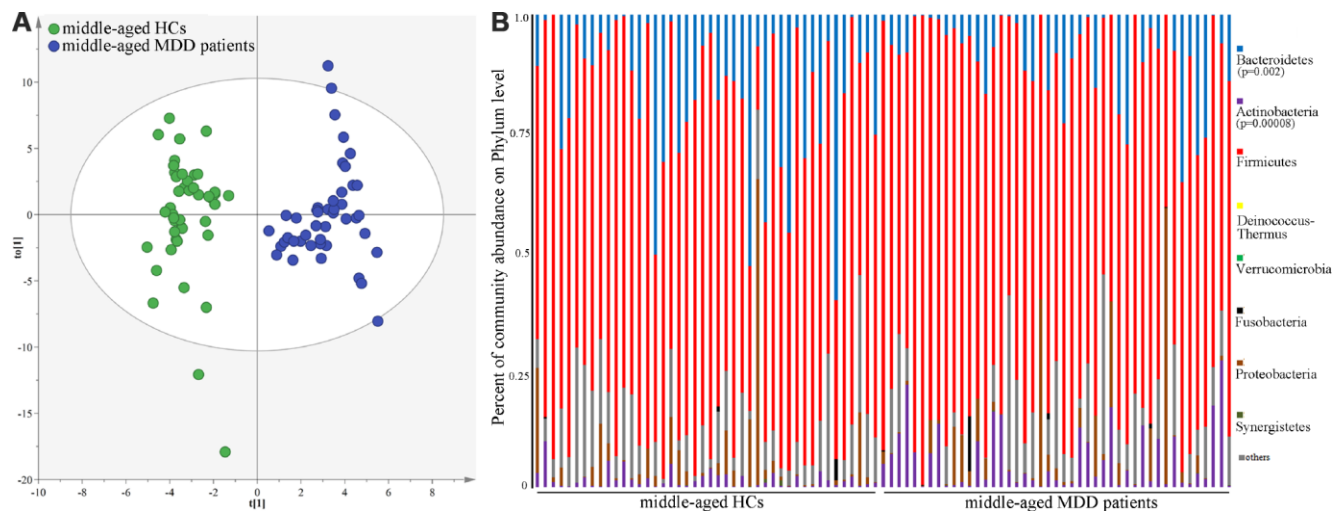 A
middle-aged HCs
middle-aged MDD patients
to[1]
10
5
0
-5
-10
-15
-20
-10
-8
-6
-4
-2
0
2
4
6
8
10
t[1]
B
Percent of community abundance on Phylum level
1.0
0.75
0.5
0.25
0
middle-aged HCs
middle-aged MDD patients
Bacteroidetes
(p=0.002)
Actinobacteria
(p=0.00008)
Firmicutes
Deinococcus-
Thermus
Verrucomicrobia
Fusobacteria
Proteobacteria
Synergistetes
others